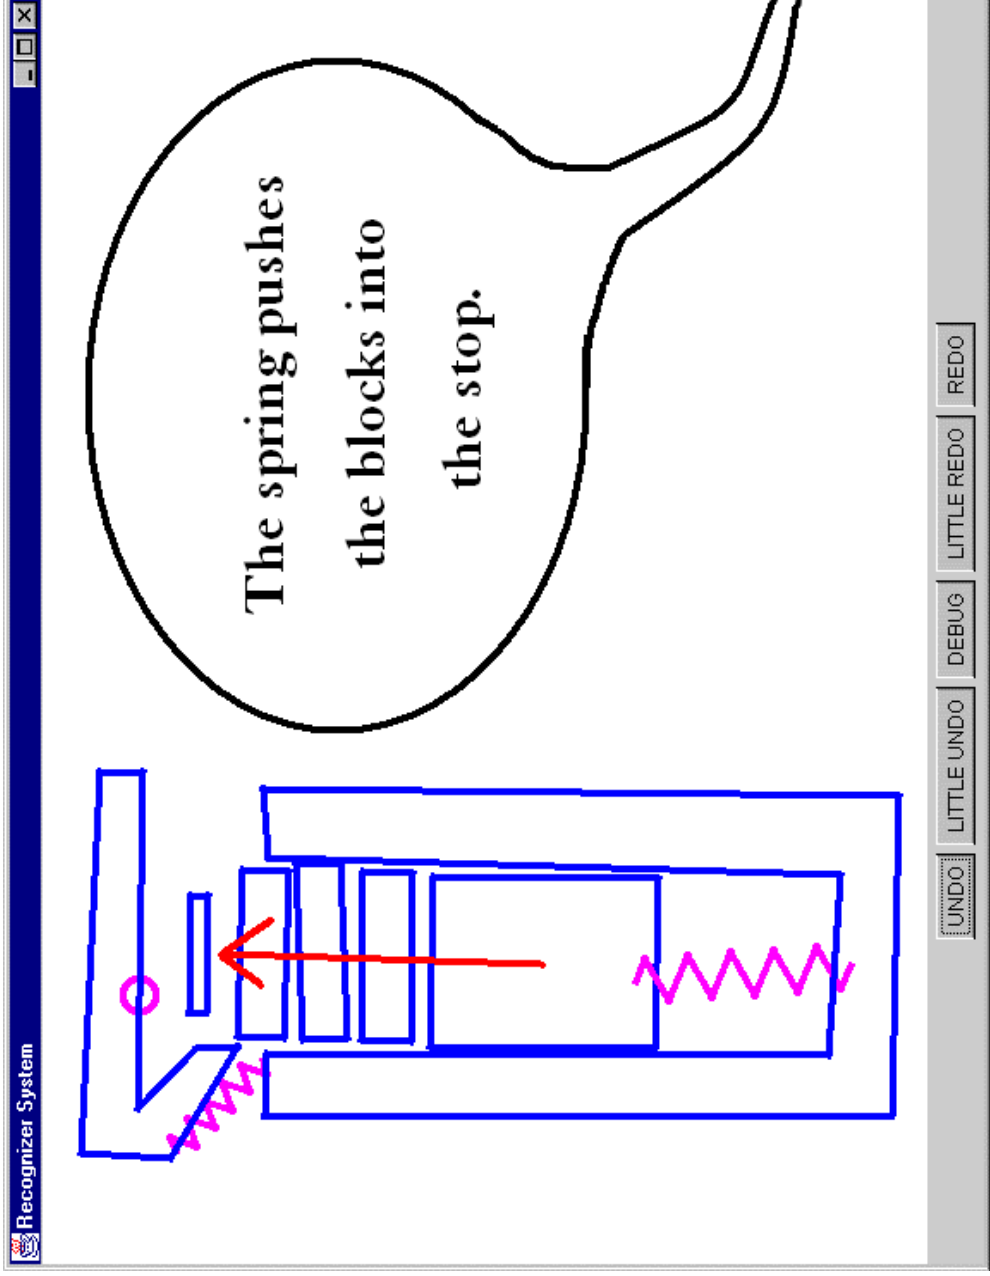 Recognizer System
The spring pushes
the blocks into
the stop.
UNDO
LITTLE UNDO
DEBUG
LITTLE REDO
REDO